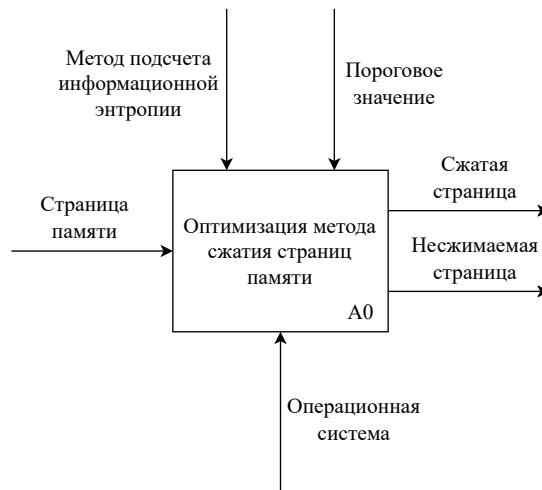 Метод подсчета
информационной
энтропии
Пороговое
значение
Страница
памяти
Оптимизация метода
сжатия страниц
памяти
A0
Сжатая
страница
Несжимаемая
страница
Операционная
система